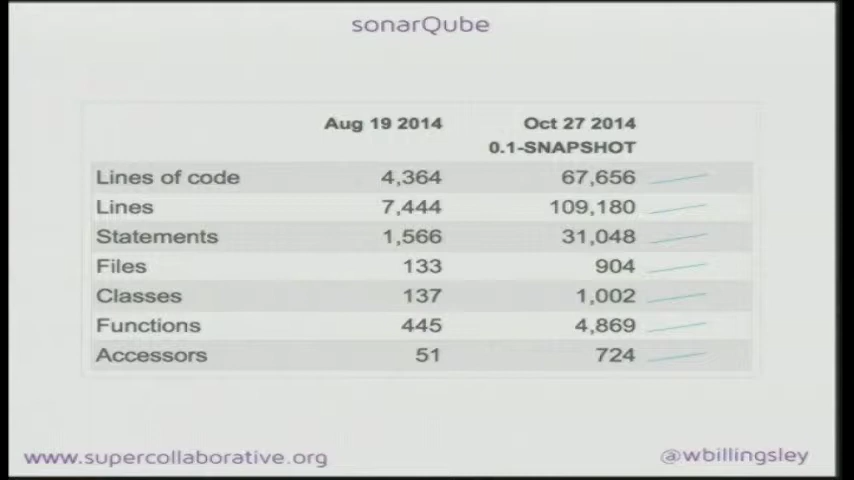 sonarQube
Aug 19 2014 Oct 27 2014
0.1-SNAPSHOT
Lines of code 4,364 67,656
Lines 7,444 109,180
Statements 1,566 31,048
Files 133 904
Classes 137 1,002
Functions 445 4,869
Accessors 51 724
www.supercollaborative.org @wbillingsley